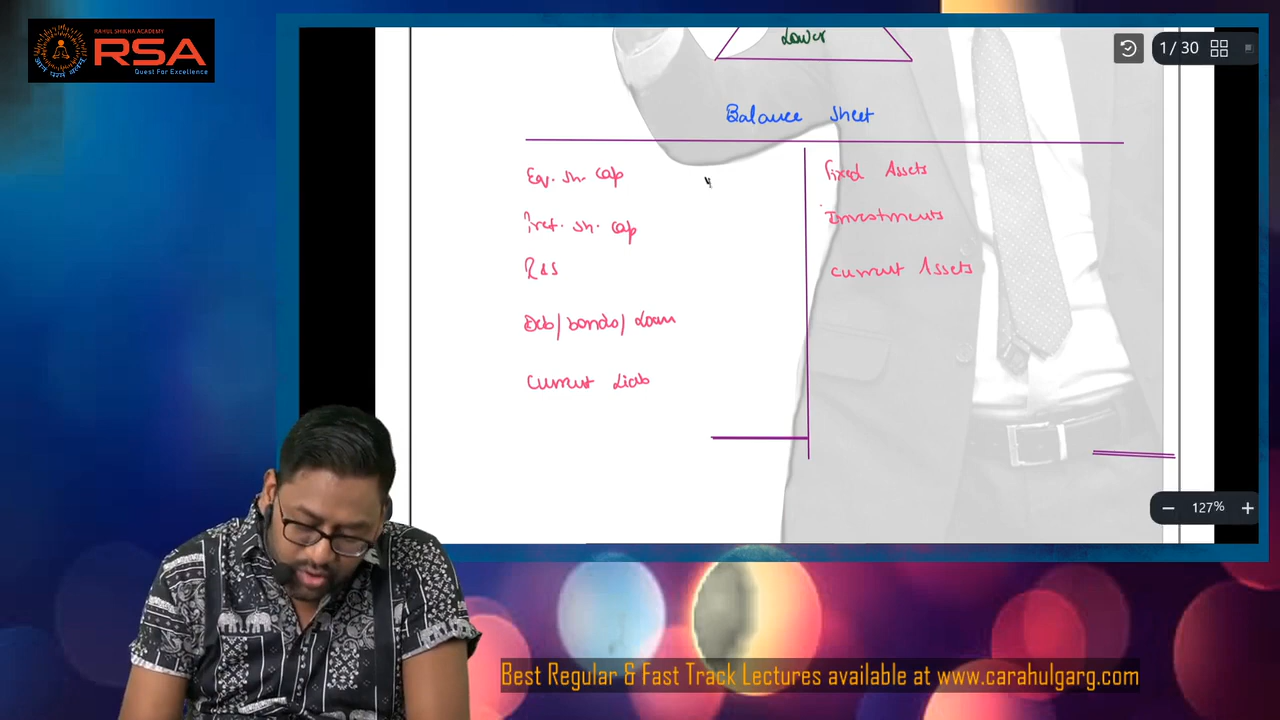 RAHUL SHIKHA ACADEMY
RSA
Quest For Excellence
1/30
Lower
Balance Sheet
Eq. Sh. Cap
Fixed Assets
Pref. Sh. Cap
Investments
R&S
Current Assets
Deb/bonds/Loan
Current Liab
127%
Best Regular & Fast Track Lectures available at www.carahulgarg.com